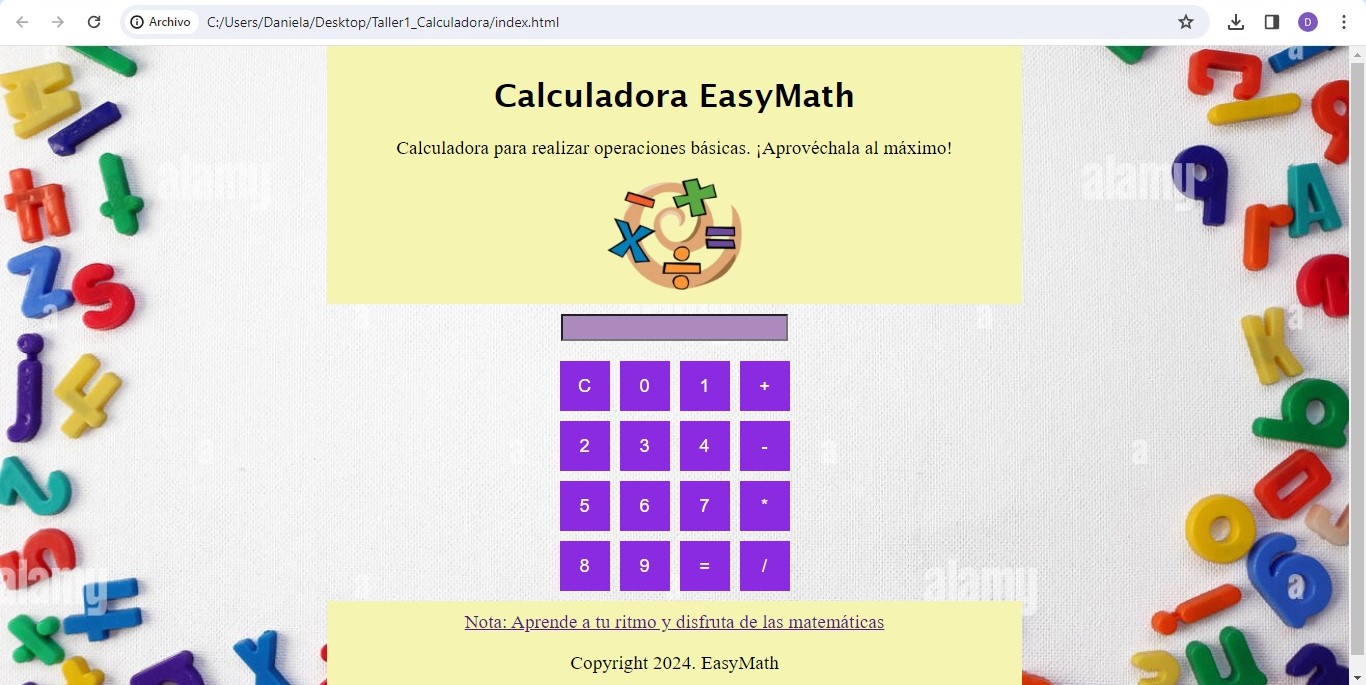 Archivo C:/Users/Daniela/Desktop/Taller1_Calculadora/index.html D
Calculadora EasyMath
Calculadora para realizar operaciones básicas. ¡Aprovéchala al máximo!
alamy alamy
C 0 1 +
2 3 4 -
5 6 7 *
8 9 = /
alamy alamy
Nota: Aprende a tu ritmo y disfruta de las matemáticas
Copyright 2024. EasyMath